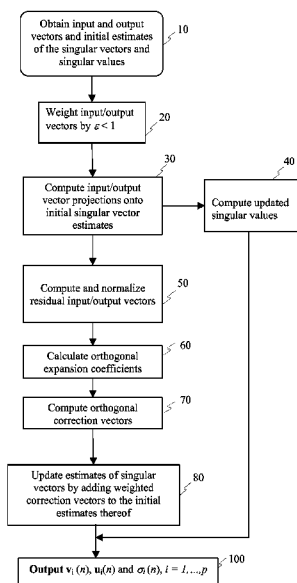 Obtain input and output
vectors and initial estimates
of the singular vectors and
singular values
10
Weight input/output
vectors by ε < 1
20
30
Compute input/output
vector projections onto
initial singular vector
estimates
40
Compute updated
singular values
Compute and normalize
residual input/output vectors
50
Calculate orthogonal
expansion coefficients
60
Compute orthogonal
correction vectors
70
Update estimates of singular
vectors by adding weighted
correction vectors to the initial
estimates thereof
80
100
Output vᵢ (n), uᵢ(n) and σᵢ (n), i = 1,...,p